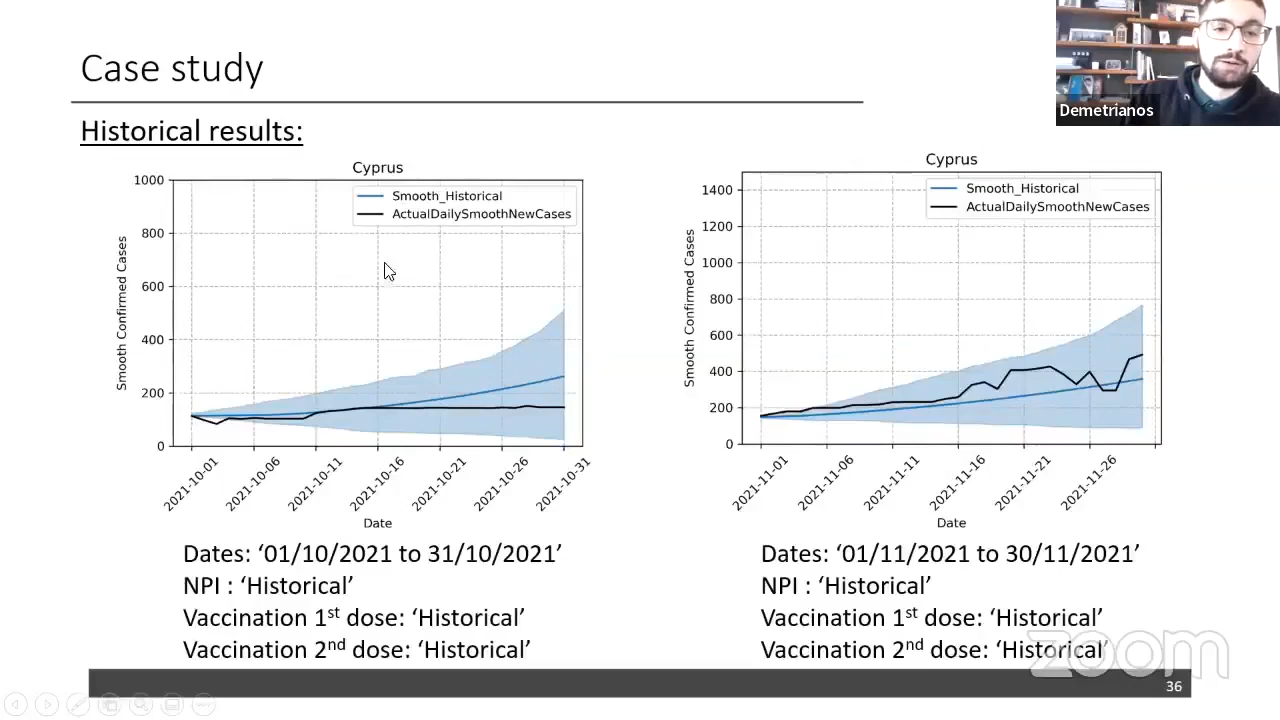 Case study
Demetrianos
Historical results:
Cyprus
Smooth_Historical
ActualDailySmoothNewCases
1000
800
600
400
200
0
Smooth Confirmed Cases
2021-10-01
2021-10-06
2021-10-11
2021-10-16
2021-10-21
2021-10-26
2021-10-31
Date
Cyprus
Smooth_Historical
ActualDailySmoothNewCases
1400
1200
1000
800
600
400
200
0
Smooth Confirmed Cases
2021-11-01
2021-11-06
2021-11-11
2021-11-16
2021-11-21
2021-11-26
Date
Dates: ‘01/10/2021 to 31/10/2021’
NPI : ‘Historical’
Vaccination 1st dose: ‘Historical’
Vaccination 2nd dose: ‘Historical’
Dates: ‘01/11/2021 to 30/11/2021’
NPI : ‘Historical’
Vaccination 1st dose: ‘Historical’
Vaccination 2nd dose: ‘Historical’
zoom
36